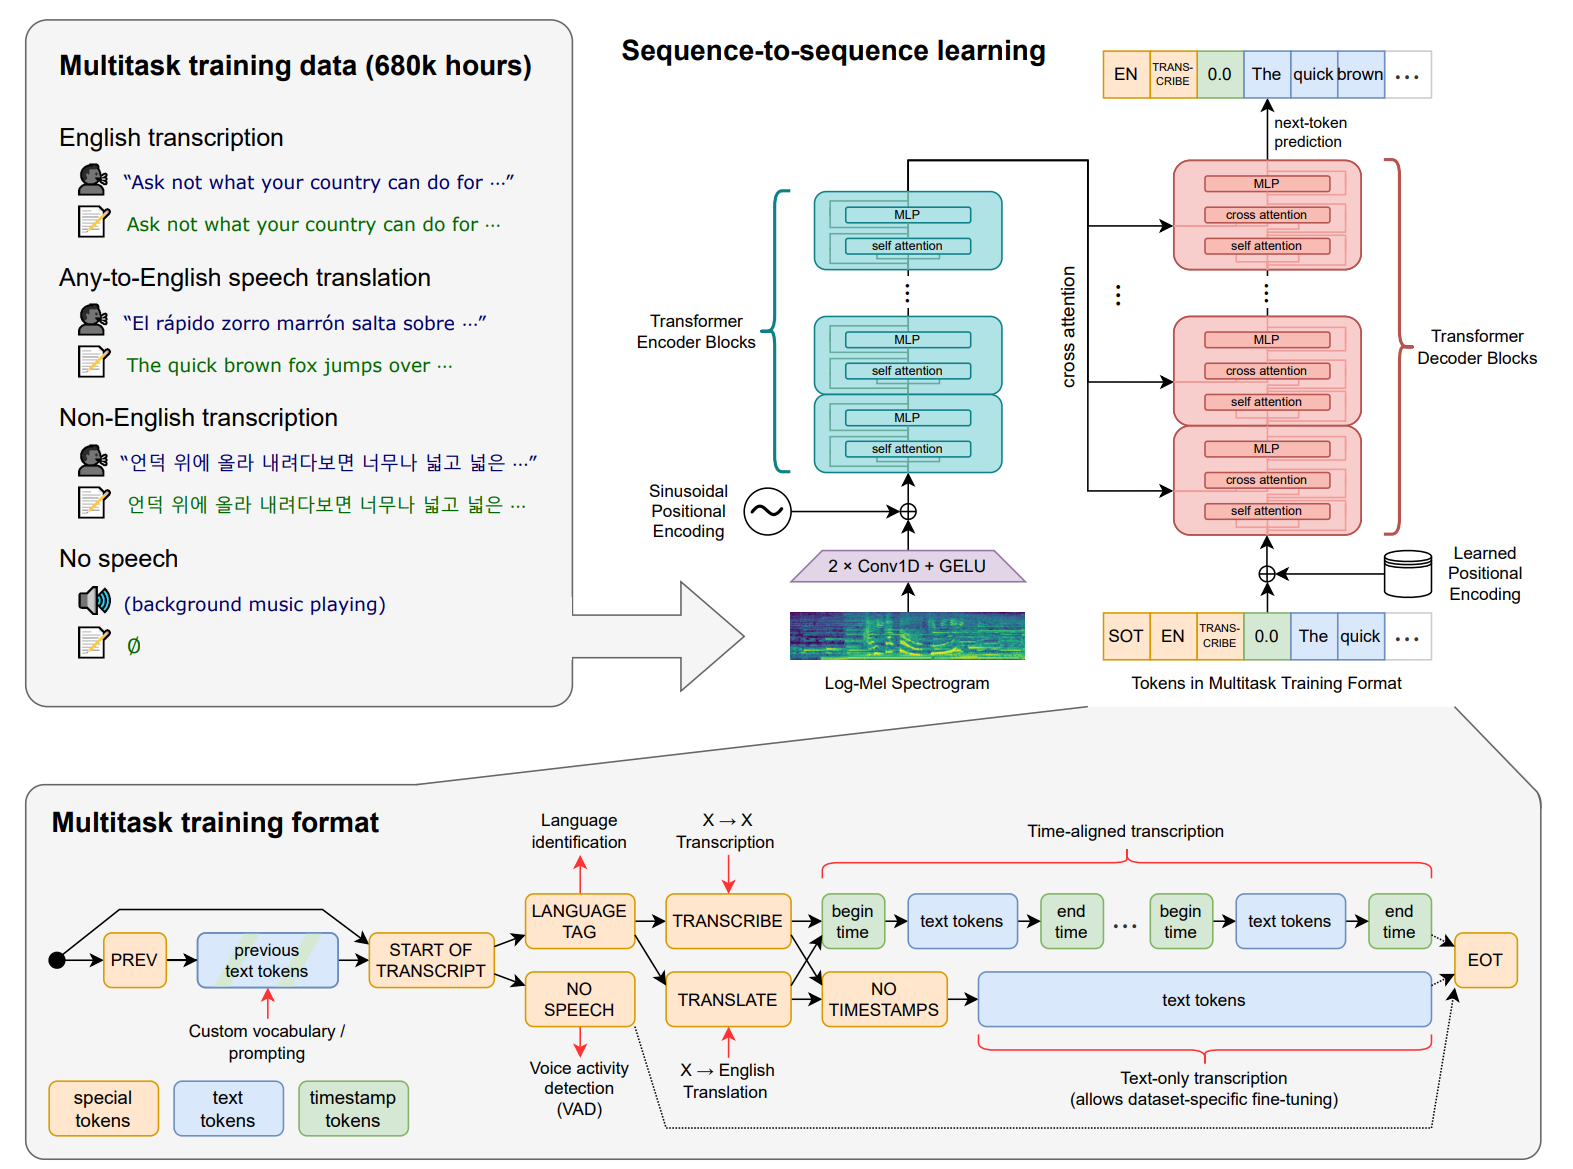 Multitask training data (680k hours)
English transcription
“Ask not what your country can do for ⋯”
Ask not what your country can do for ⋯
Any-to-English speech translation
“El rápido zorro marrón salta sobre ⋯”
The quick brown fox jumps over ⋯
Non-English transcription
“언덕 위에 올라 내려다보면 너무나 넓고 넓은 ⋯”
언덕 위에 올라 내려다보면 너무나 넓고 넓은 ⋯
No speech
(background music playing)
∅
Sequence-to-sequence learning
EN
TRANS-
CRIBE
0.0
The
quick
brown
⋯
next-token
prediction
MLP
self attention
⋮
MLP
self attention
MLP
self attention
Transformer
Encoder Blocks
Sinusoidal
Positional
Encoding
2 × Conv1D + GELU
Log-Mel Spectrogram
cross attention
⋮
MLP
cross attention
self attention
⋮
MLP
cross attention
self attention
MLP
cross attention
self attention
Transformer
Decoder Blocks
Learned
Positional
Encoding
SOT
EN
TRANS-
CRIBE
0.0
The
quick
⋯
Tokens in Multitask Training Format
Multitask training format
PREV
previous
text tokens
Custom vocabulary /
prompting
START OF
TRANSCRIPT
Language
identification
LANGUAGE
TAG
NO
SPEECH
Voice activity
detection
(VAD)
X → X
Transcription
TRANSCRIBE
TRANSLATE
X → English
Translation
Time-aligned transcription
begin
time
text tokens
end
time
⋯
begin
time
text tokens
end
time
NO
TIMESTAMPS
text tokens
Text-only transcription
(allows dataset-specific fine-tuning)
EOT
special
tokens
text
tokens
timestamp
tokens